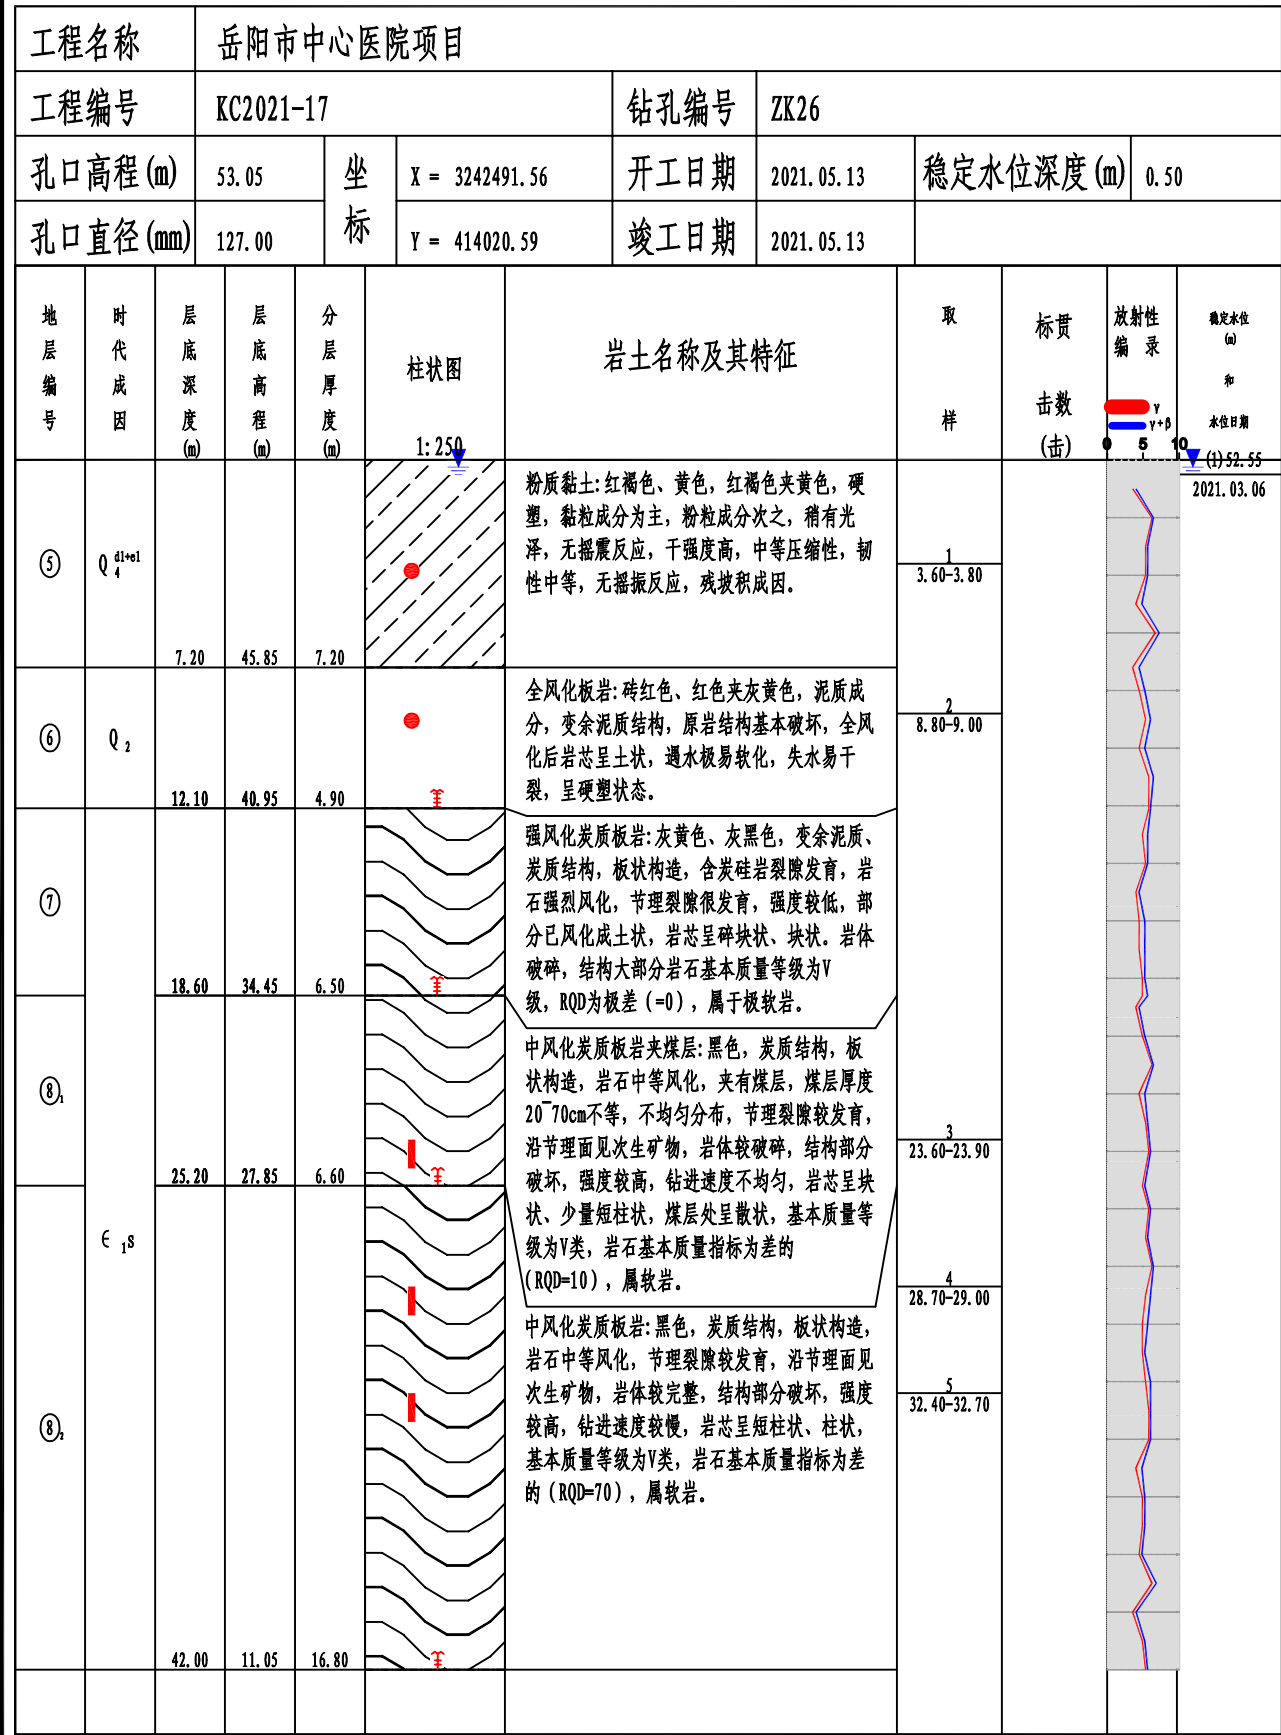 工程名称 岳阳市中心医院项目
工程编号 KC2021-17 钻孔编号 ZK26
孔口高程(m) 53.05 坐标 X = 3242491.56 开工日期 2021.05.13 稳定水位深度(m) 0.50
孔口直径(mm) 127.00 Y = 414020.59 竣工日期 2021.05.13
地层编号 时代成因 层底深度(m) 层底高程(m) 分层厚度(m) 柱状图 1:250 岩土名称及其特征 取样 标贯击数(击) 放射性编录 稳定水位(m)和水位日期
γ
γ+β
0 5 10
(1)52.55
2021.03.06
⑤ Q 4 dl+el 7.20 45.85 7.20
粉质黏土:红褐色、黄色，红褐色夹黄色，硬
塑，黏粒成分为主，粉粒成分次之，稍有光
泽，无摇震反应，干强度高，中等压缩性，韧
性中等，无摇振反应，残坡积成因。
1
3.60-3.80
⑥ Q 2 12.10 40.95 4.90
全风化板岩:砖红色、红色夹灰黄色，泥质成
分，变余泥质结构，原岩结构基本破坏，全风
化后岩芯呈土状，遇水极易软化，失水易干
裂，呈硬塑状态。
2
8.80-9.00
⑦ 18.60 34.45 6.50
强风化炭质板岩:灰黄色、灰黑色，变余泥质、
炭质结构，板状构造，含炭硅岩裂隙发育，岩
石强烈风化，节理裂隙很发育，强度较低，部
分已风化成土状，岩芯呈碎块状、块状。岩体
破碎，结构大部分岩石基本质量等级为V
级，RQD为极差（=0），属于极软岩。
⑧1 25.20 27.85 6.60
中风化炭质板岩夹煤层:黑色，炭质结构，板
状构造，岩石中等风化，夹有煤层，煤层厚度
20~70cm不等，不均匀分布，节理裂隙较发育，
沿节理面见次生矿物，岩体较破碎，结构部分
破坏，强度较高，钻进速度不均匀，岩芯呈块
状、少量短柱状，煤层处呈散状，基本质量等
级为V类，岩石基本质量指标为差的
（RQD=10），属软岩。
3
23.60-23.90
∈ 1s
4
28.70-29.00
⑧2 42.00 11.05 16.80
中风化炭质板岩:黑色，炭质结构，板状构造，
岩石中等风化，节理裂隙较发育，沿节理面见
次生矿物，岩体较完整，结构部分破坏，强度
较高，钻进速度较慢，岩芯呈短柱状、柱状，
基本质量等级为V类，岩石基本质量指标为差
的（RQD=70），属软岩。
5
32.40-32.70